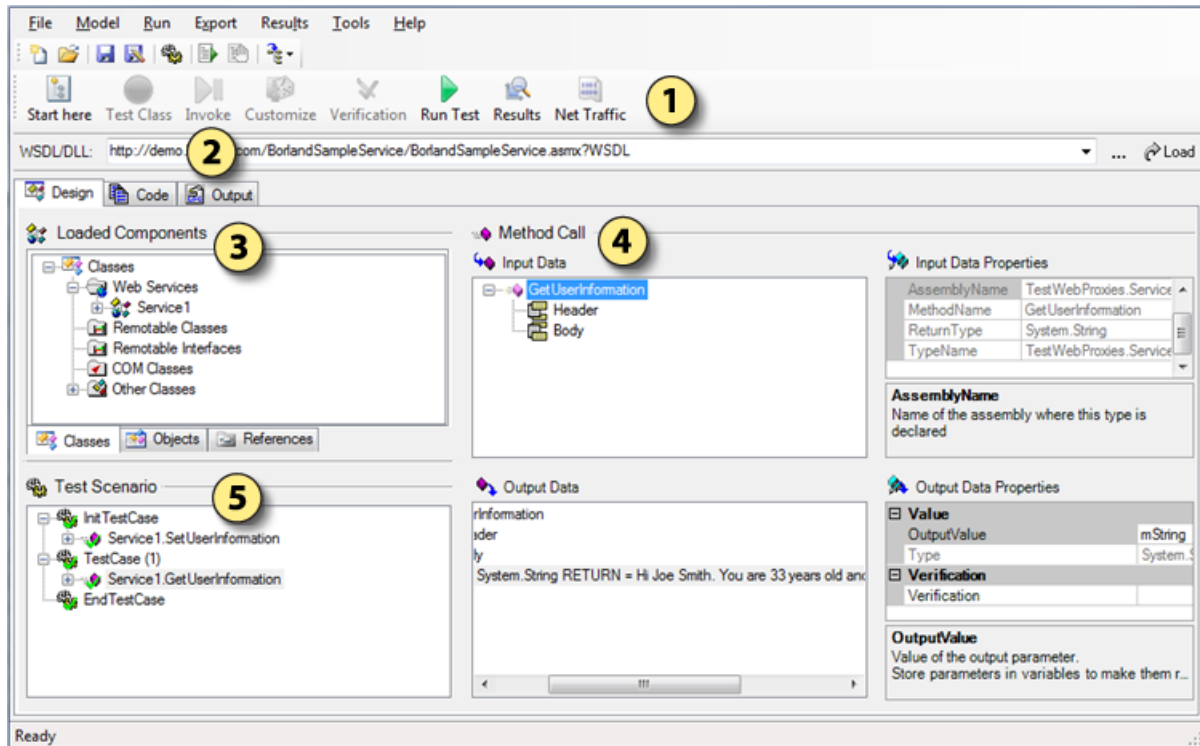 File Model Run Export Results Tools Help
Start here Test Class Invoke Customize Verification Run Test Results Net Traffic
1
WSDL/DLL: http://demo. com/BorlandSampleService/BorlandSampleService.asmx?WSDL ... Load
2
Design Code Output
Loaded Components
3
Classes
Web Services
Service1
Remotable Classes
Remotable Interfaces
COM Classes
Other Classes
Classes Objects References
Method Call
4
Input Data
GetUserInformation
Header
Body
Input Data Properties
AssemblyName TestWebProxies.Service
MethodName GetUserInformation
ReturnType System.String
TypeName TestWebProxies.Service
AssemblyName
Name of the assembly where this type is
declared
Test Scenario
5
InitTestCase
Service1.SetUserInformation
TestCase (1)
Service1.GetUserInformation
EndTestCase
Output Data
rInformation
ader
ly
System.String RETURN = Hi Joe Smith. You are 33 years old and
Output Data Properties
Value
OutputValue mString
Type System.S
Verification
Verification
OutputValue
Value of the output parameter.
Store parameters in variables to make them r...
Ready